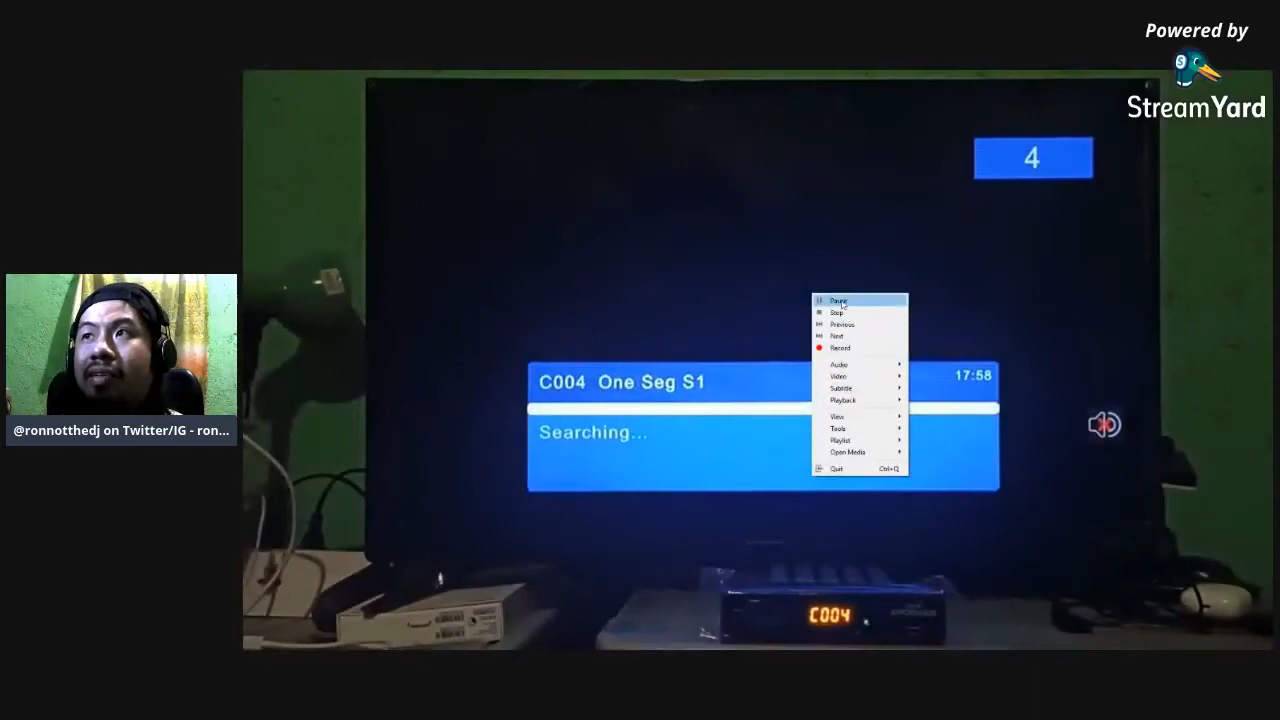 Powered by
StreamYard
4
C004 One Seg S1
17:58
Searching...
Pause
Stop
Previous
Next
Record
Audio
Video
Subtitle
Playback
View
Tools
Playlist
Open Media
Quit Ctrl+Q
@ronnotthedj on Twitter/IG - ron...
C004